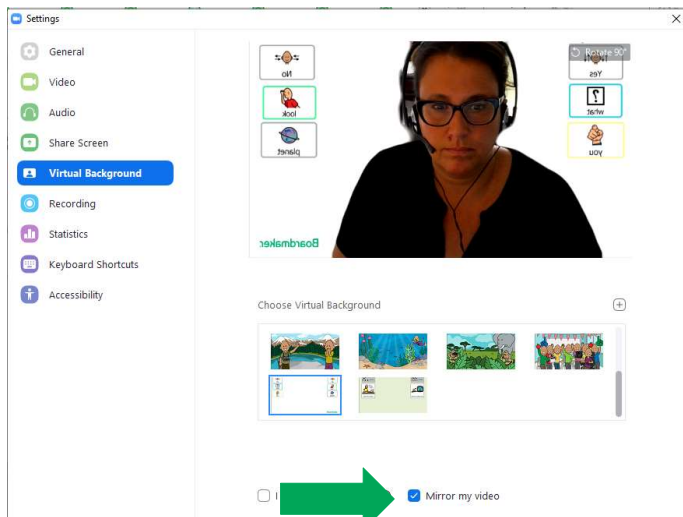 Settings
General
Video
Audio
Share Screen
Virtual Background
Recording
Statistics
Keyboard Shortcuts
Accessibility
Rotate 90°
No
look
planet
Yes
?
what
you
Boardmaker
Choose Virtual Background
I
Mirror my video